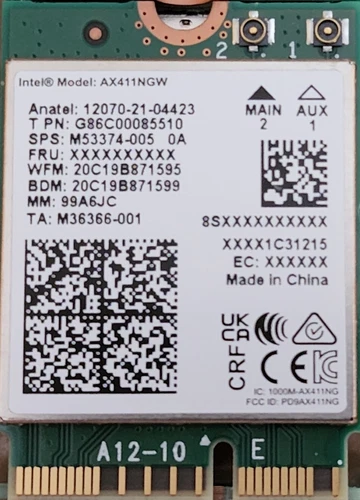 2 1
Intel® Model: AX411NGW
Anatel: 12070-21-04423
T PN: G86C00085510
SPS: M53374-005 0A
FRU: XXXXXXXXXX
WFM: 20C19B871595
BDM: 20C19B871599
MM: 99A6JC
TA: M36366-001
MAIN AUX
2 1
8SXXXXXXXXXX
XXXX1C31215
EC: XXXXXX
Made in China
UK
CA
CRF
CE
IC: 1000M-AX411NG
FCC ID: PD9AX411NG
A12-10 E